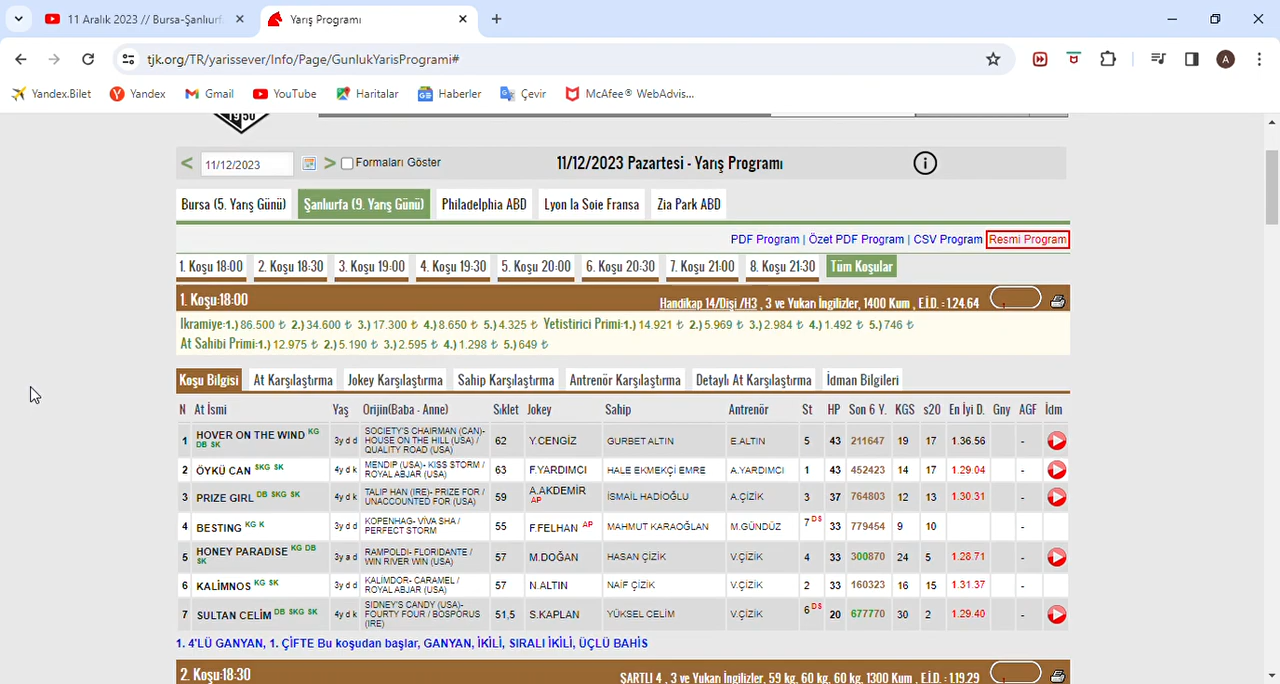 11 Aralık 2023 // Bursa-Şanlıurf
Yarış Programı
tjk.org/TR/yarissever/Info/Page/GunlukYarisProgrami#
A
Yandex.Bilet Yandex Gmail YouTube Haritalar Haberler Çevir McAfee® WebAdvis...
1950
< 11/12/2023 > Formaları Göster 11/12/2023 Pazartesi - Yarış Programı
Bursa (5. Yarış Günü) Şanlıurfa (9. Yarış Günü) Philadelphia ABD Lyon la Soie Fransa Zia Park ABD
PDF Program | Özet PDF Program | CSV Program Resmi Program
1. Koşu 18:00 2. Koşu 18:30 3. Koşu 19:00 4. Koşu 19:30 5. Koşu 20:00 6. Koşu 20:30 7. Koşu 21:00 8. Koşu 21:30 Tüm Koşular
1. Koşu:18:00 Handikap 14/Dişi /H3 , 3 ve Yukarı İngilizler, 1400 Kum , E.İ.D. : 1.24.64
Ikramiye:1.) 86.500 ₺ 2.) 34.600 ₺ 3.) 17.300 ₺ 4.) 8.650 ₺ 5.) 4.325 ₺ Yetistirici Primi:1.) 14.921 ₺ 2.) 5.969 ₺ 3.) 2.984 ₺ 4.) 1.492 ₺ 5.) 746 ₺
At Sahibi Primi:1.) 12.975 ₺ 2.) 5.190 ₺ 3.) 2.595 ₺ 4.) 1.298 ₺ 5.) 649 ₺
Koşu Bilgisi At Karşılaştırma Jokey Karşılaştırma Sahip Karşılaştırma Antrenör Karşılaştırma Detaylı At Karşılaştırma İdman Bilgileri
N At İsmi Yaş Orijin(Baba - Anne) Sıklet Jokey Sahip Antrenör St HP Son 6 Y. KGS s20 En İyi D. Gny AGF İdm
1 HOVER ON THE WIND KG DB SK 3y d d SOCIETY'S CHAIRMAN (CAN)- HOUSE ON THE HILL (USA) / QUALITY ROAD (USA) 62 Y.CENGİZ GURBET ALTIN E.ALTIN 5 43 211647 19 17 1.36.56 -
2 ÖYKÜ CAN SKG SK 4y d k MENDIP (USA)- KISS STORM / ROYAL ABJAR (USA) 63 F.YARDIMCI HALE EKMEKÇİ EMRE A.YARDIMCI 1 43 452423 14 17 1.29.04 -
3 PRIZE GIRL DB SKG SK 4y d k TALIP HAN (IRE)- PRIZE FOR / UNACCOUNTED FOR (USA) 59 A.AKDEMİR AP İSMAİL HADİOĞLU A.ÇİZİK 3 37 764803 12 13 1.30.31 -
4 BESTING KG K 3y d d KOPENHAG- VİVA SHA / PERFECT STORM 55 F.FELHAN AP MAHMUT KARAOĞLAN M.GÜNDÜZ 7 DS 33 779454 9 10 -
5 HONEY PARADISE KG DB SK 3y a d RAMPOLDI- FLORIDANTE / WIN RIVER WIN (USA) 57 M.DOĞAN HASAN ÇİZİK V.ÇİZİK 4 33 300870 24 5 1.28.71 -
6 KALİMNOS KG SK 3y d d KALIMDOR- CARAMEL / ROYAL ABJAR (USA) 57 N.ALTIN NAİF ÇİZİK V.ÇİZİK 2 33 160323 16 15 1.31.37 -
7 SULTAN CELİM DB SKG SK 4y d k SIDNEY'S CANDY (USA)- FOURTY FOUR / BOSPORUS (IRE) 51,5 S.KAPLAN YÜKSEL CELİM V.ÇİZİK 6 DS 20 677770 30 2 1.29.40 -
1. 4'LÜ GANYAN, 1. ÇİFTE Bu koşudan başlar, GANYAN, İKİLİ, SIRALI İKİLİ, ÜÇLÜ BAHİS
2. Koşu:18:30 ŞARTLI 4 , 3 ve Yukarı İngilizler, 59 kg, 60 kg, 60 kg, 1300 Kum , E.İ.D. : 1.19.29